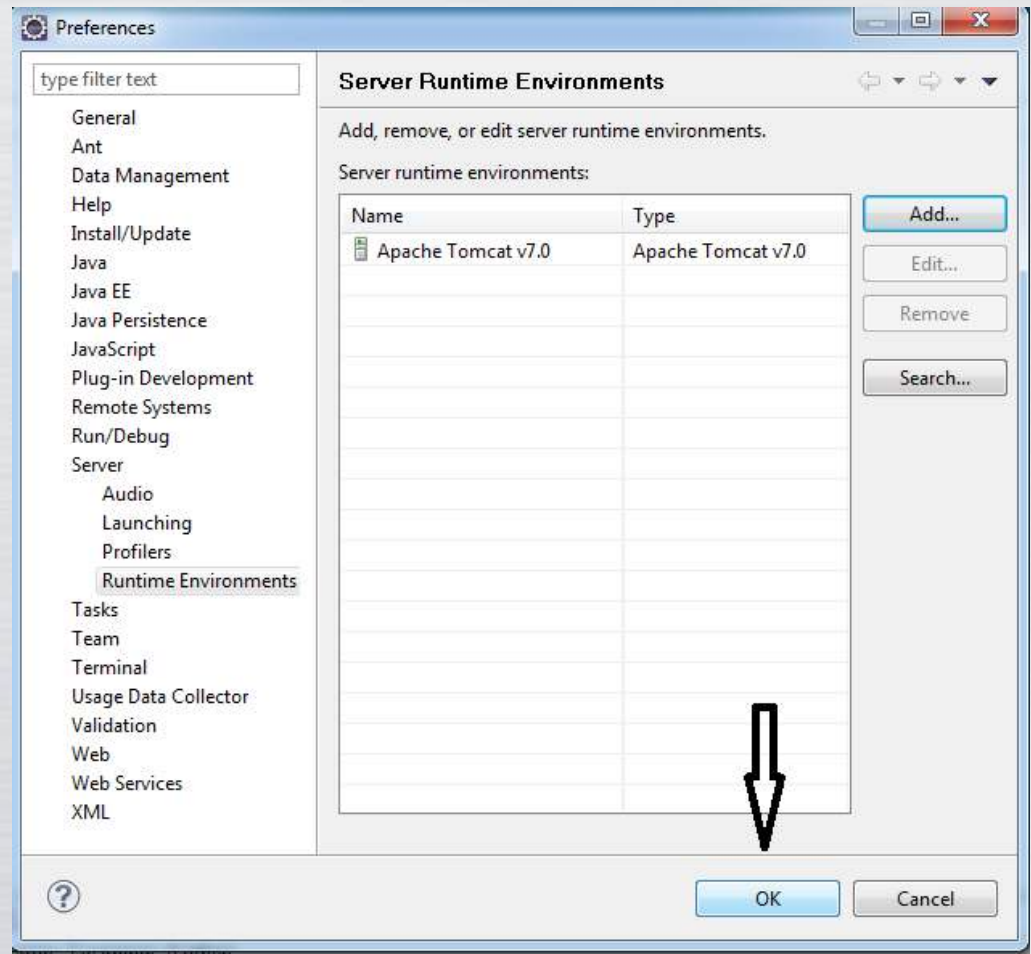 Preferences
type filter text
General
Ant
Data Management
Help
Install/Update
Java
Java EE
Java Persistence
JavaScript
Plug-in Development
Remote Systems
Run/Debug
Server
Audio
Launching
Profilers
Runtime Environments
Tasks
Team
Terminal
Usage Data Collector
Validation
Web
Web Services
XML
Server Runtime Environments
Add, remove, or edit server runtime environments.
Server runtime environments:
Name Type
Apache Tomcat v7.0 Apache Tomcat v7.0
Add...
Edit...
Remove
Search...
OK Cancel